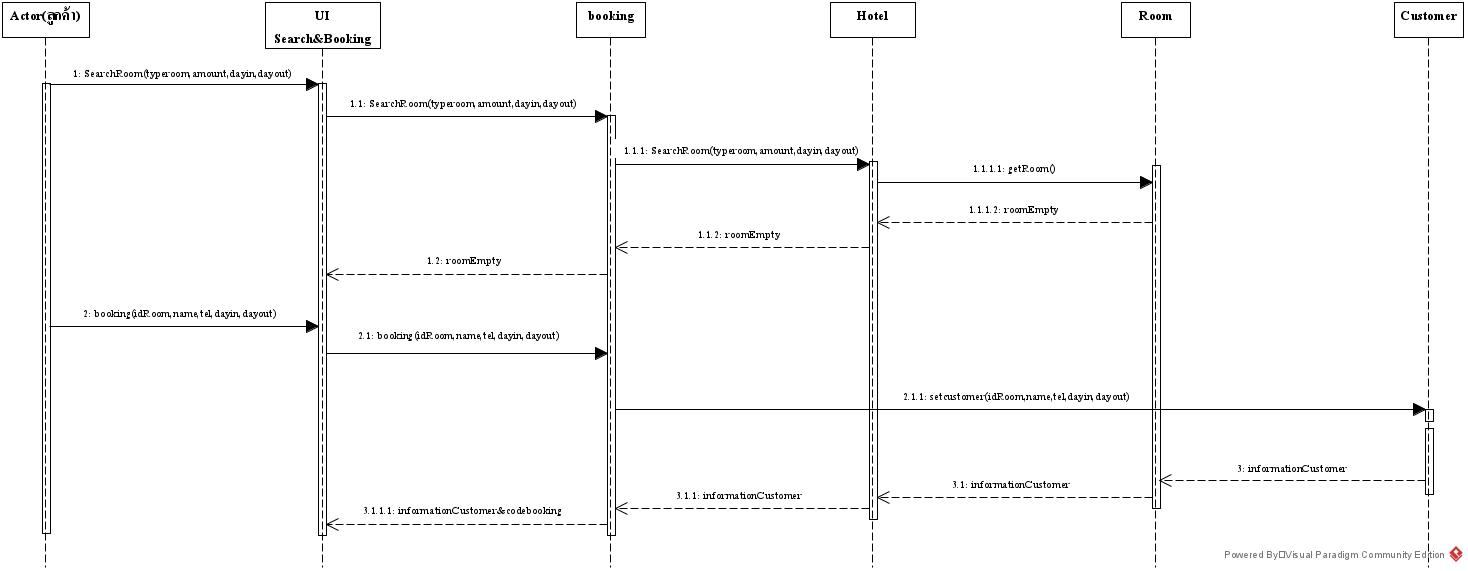 Actor(ลูกค้า)
UI
Search&Booking
booking
Hotel
Room
Customer
1: SearchRoom(typeroom,amount,dayin,dayout)
1.1: SearchRoom(typeroom,amount,dayin,dayout)
1.1.1: SearchRoom(typeroom,amount,dayin,dayout)
1.1.1.1: getRoom()
1.1.1.2: roomEmpty
1.1.2: roomEmpty
1.2: roomEmpty
2: booking(idRoom,name,tel,dayin,dayout)
2.1: booking(idRoom,name,tel,dayin,dayout)
2.1.1: setcustomer(idRoom,name,tel,dayin,dayout)
3: informationCustomer
3.1: informationCustomer
3.1.1: informationCustomer
3.1.1.1: informationCustomer&codebooking
Powered By□Visual Paradigm Community Edition